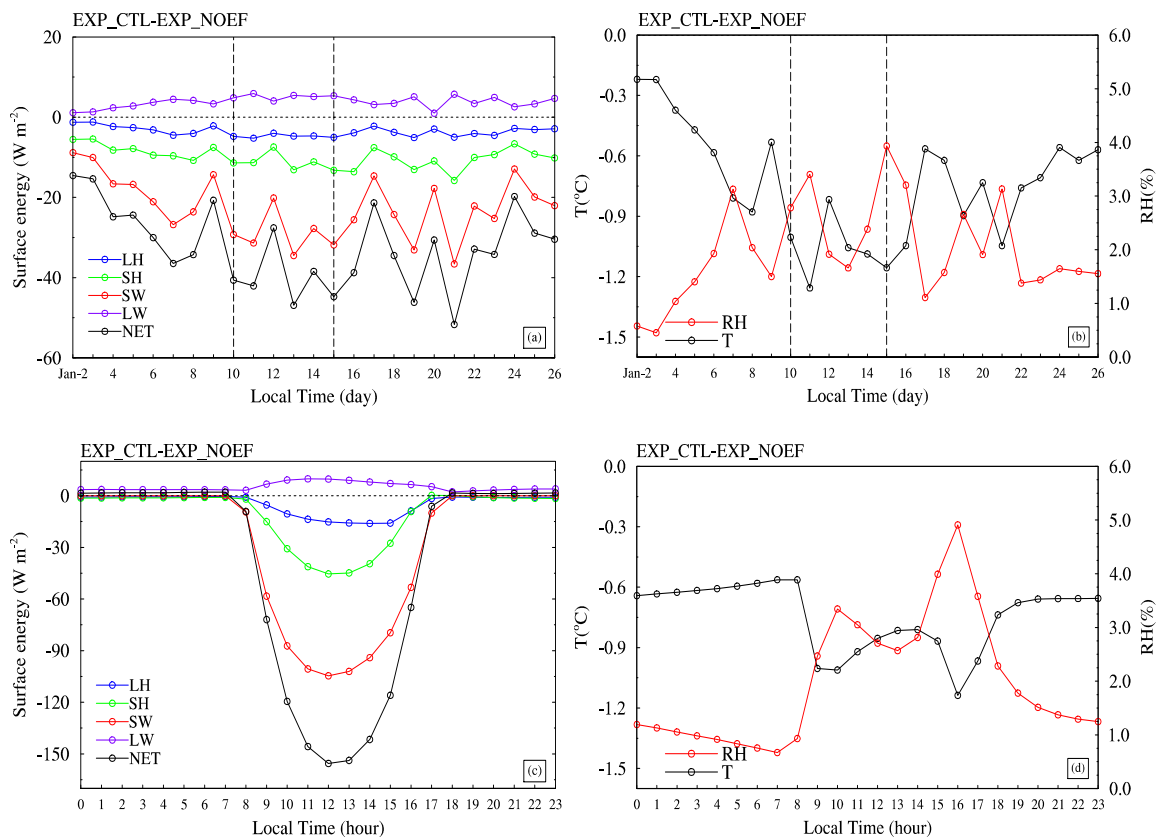 EXP_CTL-EXP_NOEF
20
0
-20
-40
-60
Surface energy (W m-2)
LH
SH
SW
LW
NET
(a)
Jan-2 4 6 8 10 12 14 16 18 20 22 24 26
Local Time (day)
EXP_CTL-EXP_NOEF
0.0
-0.3
-0.6
-0.9
-1.2
-1.5
T(°C)
6.0
5.0
4.0
3.0
2.0
1.0
0.0
RH(%)
RH
T
(b)
Jan-2 4 6 8 10 12 14 16 18 20 22 24 26
Local Time (day)
EXP_CTL-EXP_NOEF
0
-30
-60
-90
-120
-150
Surface energy (W m-2)
LH
SH
SW
LW
NET
(c)
0 1 2 3 4 5 6 7 8 9 10 11 12 13 14 15 16 17 18 19 20 21 22 23
Local Time (hour)
EXP_CTL-EXP_NOEF
0.0
-0.3
-0.6
-0.9
-1.2
-1.5
T(°C)
6.0
5.0
4.0
3.0
2.0
1.0
0.0
RH(%)
RH
T
(d)
0 1 2 3 4 5 6 7 8 9 10 11 12 13 14 15 16 17 18 19 20 21 22 23
Local Time (hour)